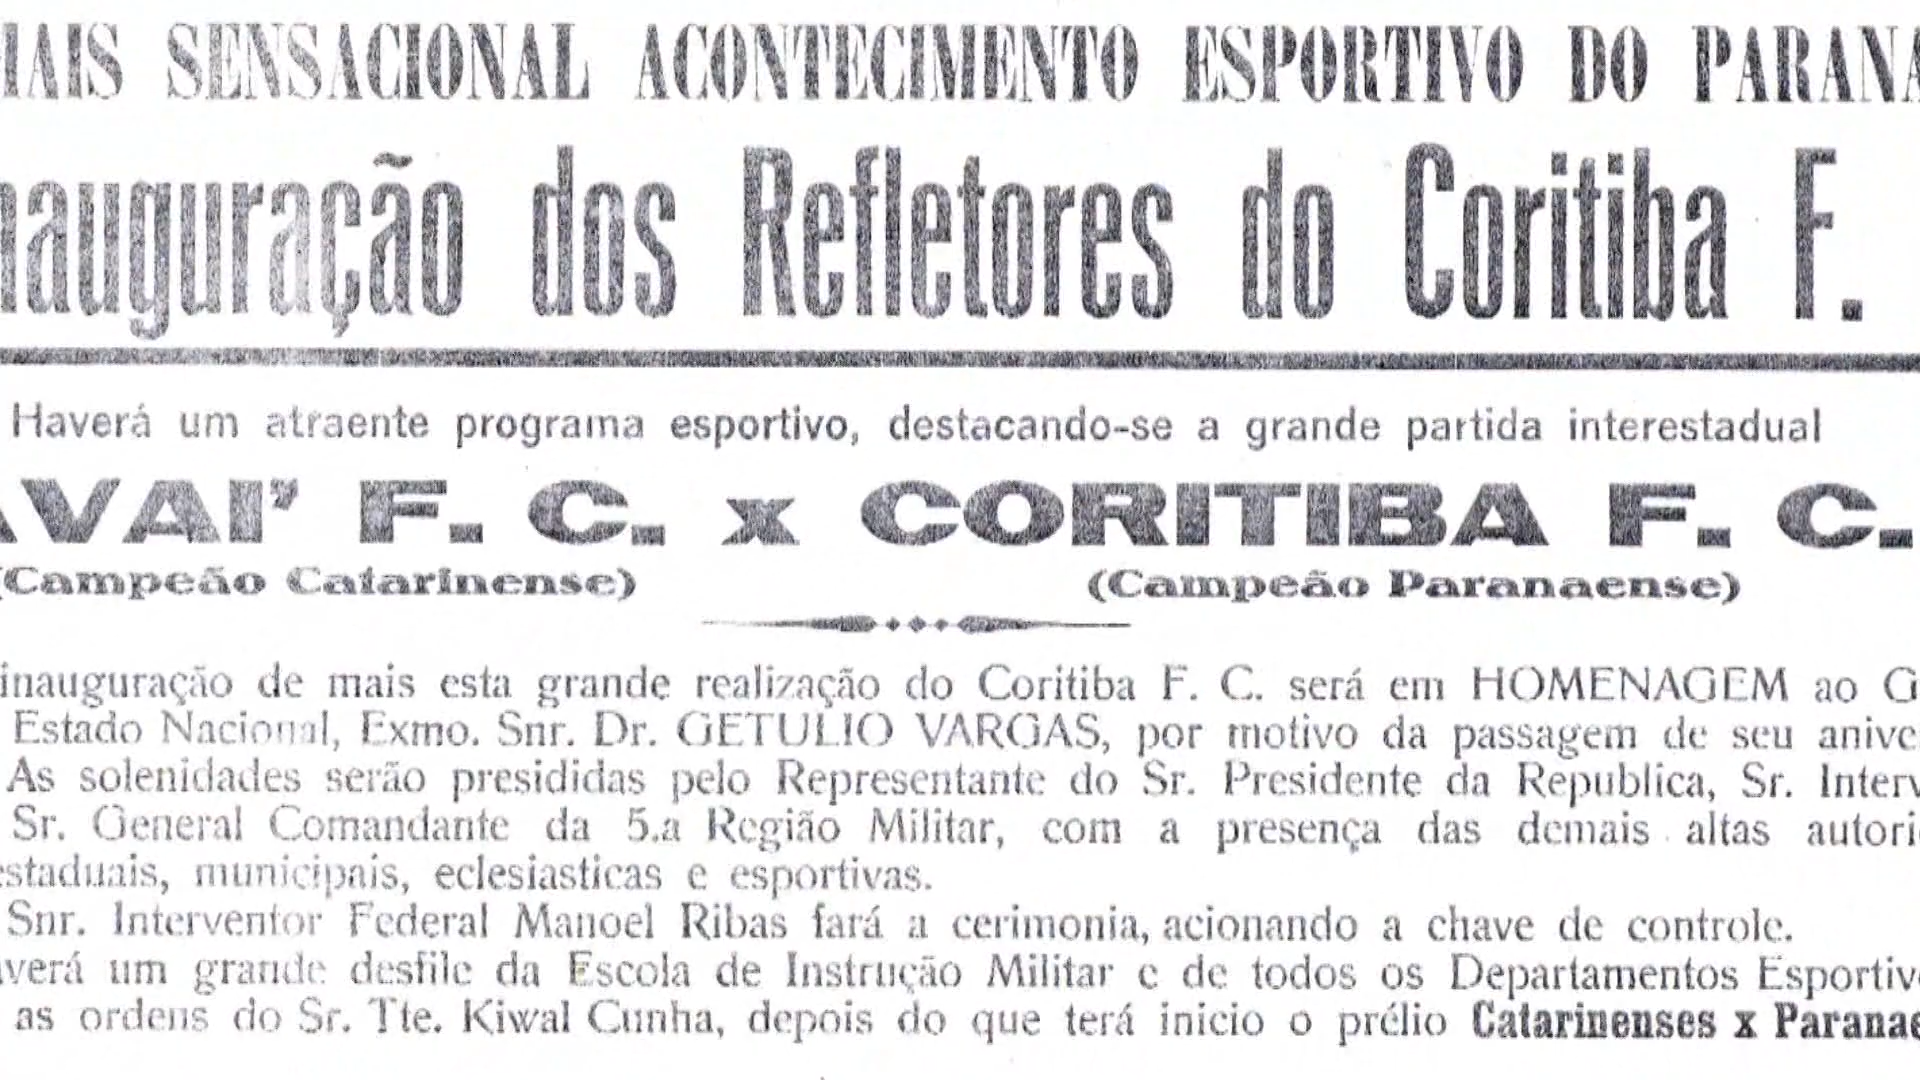 MAIS SENSACIONAL ACONTECIMENTO ESPORTIVO DO PARANA
nauguração dos Refletores do Coritiba F.
Haverá um atraente programa esportivo, destacando-se a grande partida interestadual
AVAI' F. C. x CORITIBA F. C.
(Campeão Catarinense) (Campeão Paranaense)
inauguração de mais esta grande realização do Coritiba F. C. será em HOMENAGEM ao G
Estado Nacional, Exmo. Snr. Dr. GETULIO VARGAS, por motivo da passagem de seu anive
As solenidades serão presididas pelo Representante do Sr. Presidente da Republica, Sr. Interv
Sr. General Comandante da 5.a Região Militar, com a presença das demais altas autori
estaduais, municipais, eclesiasticas e esportivas.
Snr. Interventor Federal Manoel Ribas fará a cerimonia, acionando a chave de controle.
averá um grande desfile da Escola de Instrução Militar e de todos os Departamentos Esportivo
as ordens do Sr. Tte. Kiwal Cunha, depois do que terá inicio o prélio Catarinenses x Paranae